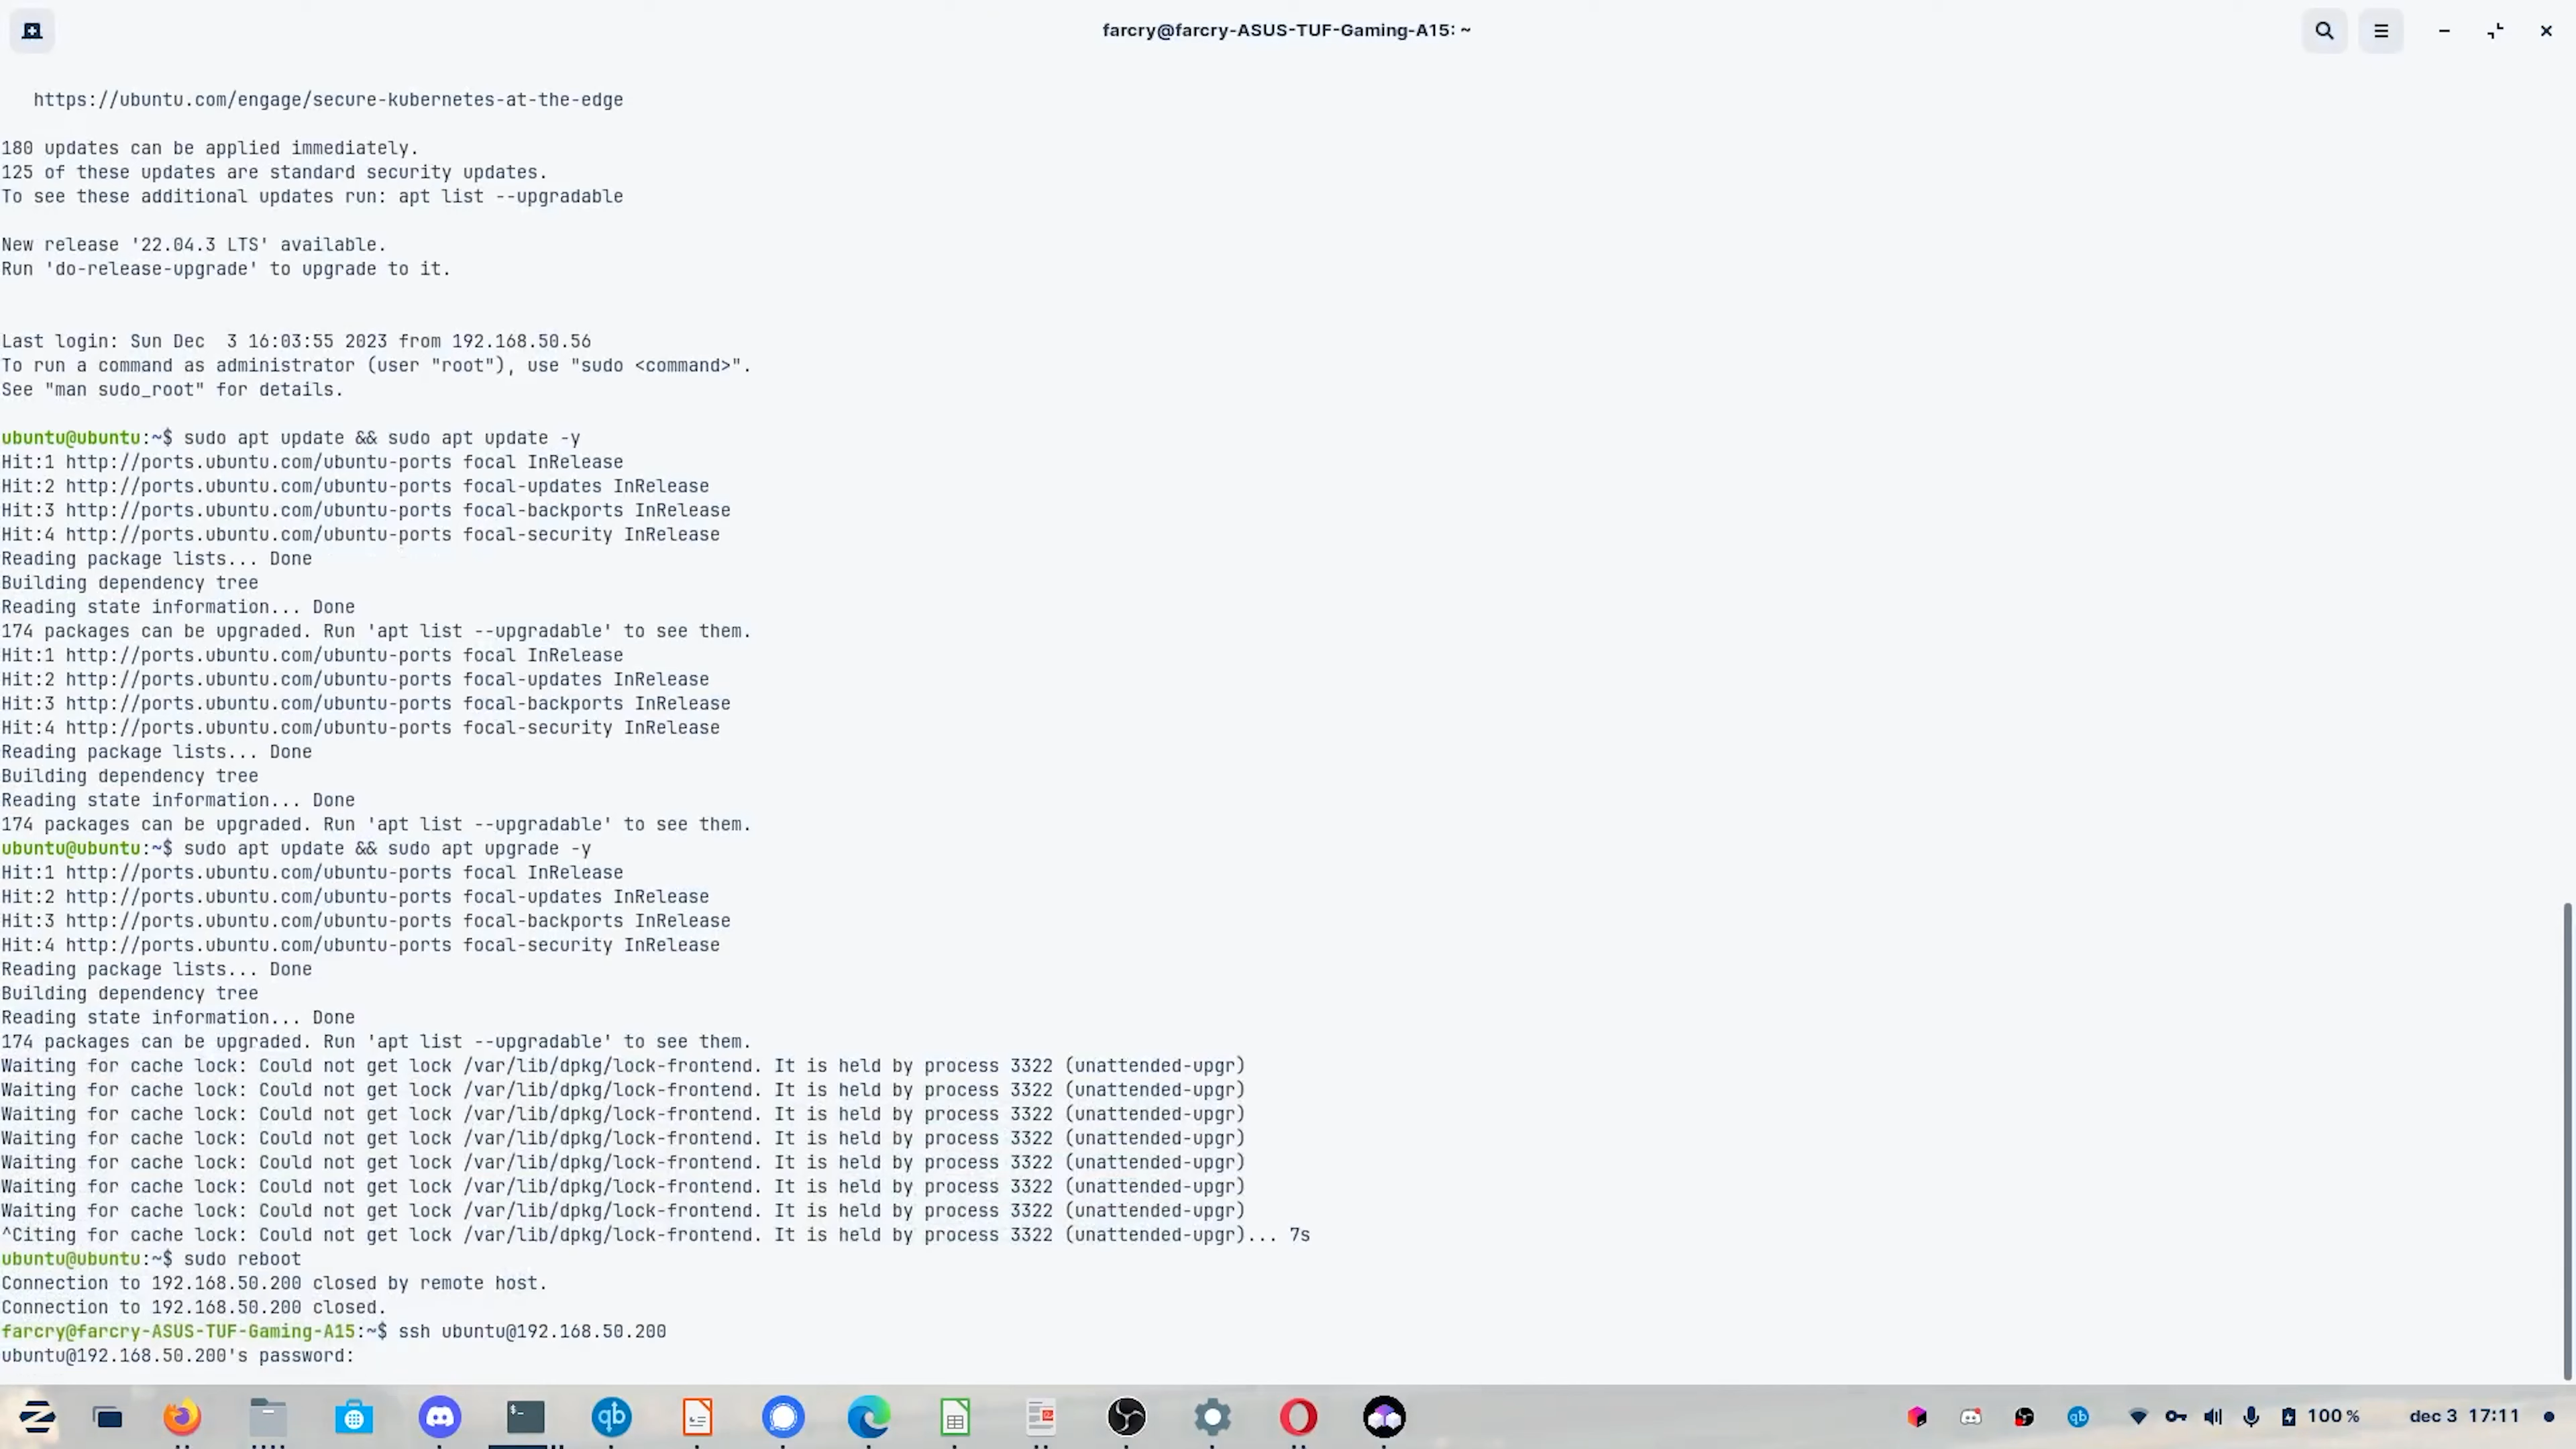 farcry@farcry-ASUS-TUF-Gaming-A15: ~
https://ubuntu.com/engage/secure-kubernetes-at-the-edge
180 updates can be applied immediately.
125 of these updates are standard security updates.
To see these additional updates run: apt list --upgradable
New release '22.04.3 LTS' available.
Run 'do-release-upgrade' to upgrade to it.
Last login: Sun Dec  3 16:03:55 2023 from 192.168.50.56
To run a command as administrator (user "root"), use "sudo <command>".
See "man sudo_root" for details.
ubuntu@ubuntu:~$ sudo apt update && sudo apt update -y
Hit:1 http://ports.ubuntu.com/ubuntu-ports focal InRelease
Hit:2 http://ports.ubuntu.com/ubuntu-ports focal-updates InRelease
Hit:3 http://ports.ubuntu.com/ubuntu-ports focal-backports InRelease
Hit:4 http://ports.ubuntu.com/ubuntu-ports focal-security InRelease
Reading package lists... Done
Building dependency tree
Reading state information... Done
174 packages can be upgraded. Run 'apt list --upgradable' to see them.
Hit:1 http://ports.ubuntu.com/ubuntu-ports focal InRelease
Hit:2 http://ports.ubuntu.com/ubuntu-ports focal-updates InRelease
Hit:3 http://ports.ubuntu.com/ubuntu-ports focal-backports InRelease
Hit:4 http://ports.ubuntu.com/ubuntu-ports focal-security InRelease
Reading package lists... Done
Building dependency tree
Reading state information... Done
174 packages can be upgraded. Run 'apt list --upgradable' to see them.
ubuntu@ubuntu:~$ sudo apt update && sudo apt upgrade -y
Hit:1 http://ports.ubuntu.com/ubuntu-ports focal InRelease
Hit:2 http://ports.ubuntu.com/ubuntu-ports focal-updates InRelease
Hit:3 http://ports.ubuntu.com/ubuntu-ports focal-backports InRelease
Hit:4 http://ports.ubuntu.com/ubuntu-ports focal-security InRelease
Reading package lists... Done
Building dependency tree
Reading state information... Done
174 packages can be upgraded. Run 'apt list --upgradable' to see them.
Waiting for cache lock: Could not get lock /var/lib/dpkg/lock-frontend. It is held by process 3322 (unattended-upgr)
Waiting for cache lock: Could not get lock /var/lib/dpkg/lock-frontend. It is held by process 3322 (unattended-upgr)
Waiting for cache lock: Could not get lock /var/lib/dpkg/lock-frontend. It is held by process 3322 (unattended-upgr)
Waiting for cache lock: Could not get lock /var/lib/dpkg/lock-frontend. It is held by process 3322 (unattended-upgr)
Waiting for cache lock: Could not get lock /var/lib/dpkg/lock-frontend. It is held by process 3322 (unattended-upgr)
Waiting for cache lock: Could not get lock /var/lib/dpkg/lock-frontend. It is held by process 3322 (unattended-upgr)
Waiting for cache lock: Could not get lock /var/lib/dpkg/lock-frontend. It is held by process 3322 (unattended-upgr)
^Citing for cache lock: Could not get lock /var/lib/dpkg/lock-frontend. It is held by process 3322 (unattended-upgr)... 7s
ubuntu@ubuntu:~$ sudo reboot
Connection to 192.168.50.200 closed by remote host.
Connection to 192.168.50.200 closed.
farcry@farcry-ASUS-TUF-Gaming-A15:~$ ssh ubuntu@192.168.50.200
ubuntu@192.168.50.200's password:
qb qb 100 % dec 3 17:11